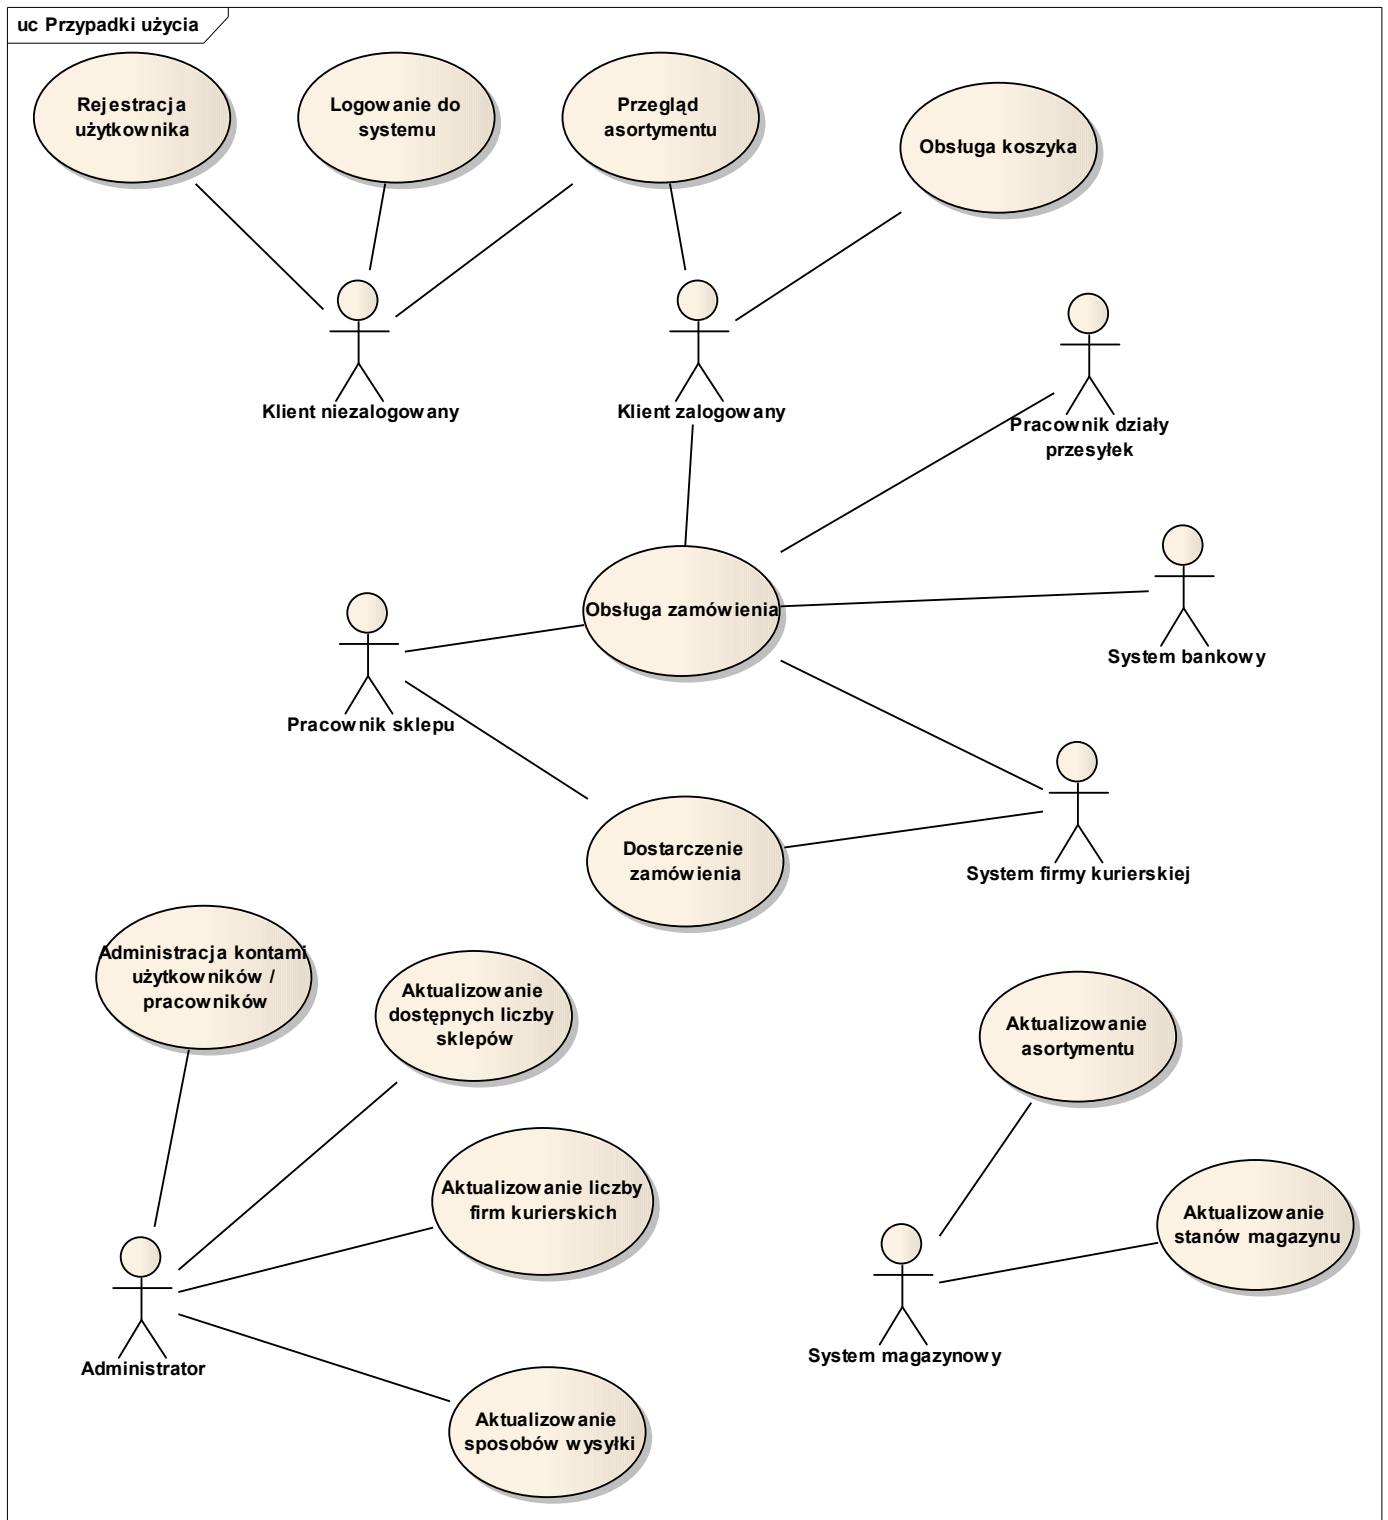 uc Przypadki użycia
Rejestracja
użytkownika
Logowanie do
systemu
Przegląd
asortymentu
Obsługa koszyka
Klient niezalogowany
Klient zalogowany
Pracownik działy
przesyłek
Obsługa zamówienia
System bankowy
Pracownik sklepu
Dostarczenie
zamówienia
System firmy kurierskiej
Administracja kontami
użytkowników /
pracowników
Aktualizowanie
dostępnych liczby
sklepów
Aktualizowanie
asortymentu
Aktualizowanie liczby
firm kurierskich
Aktualizowanie
stanów magazynu
Administrator
System magazynowy
Aktualizowanie
sposobów wysyłki